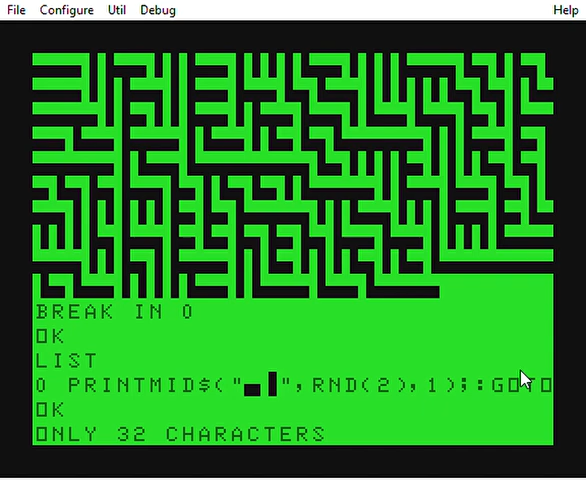 File Configure Util Debug Help
BREAK IN 0
OK
LIST
0 PRINTMID$("▄ ▐",RND(2),1);:GOTO
OK
ONLY 32 CHARACTERS